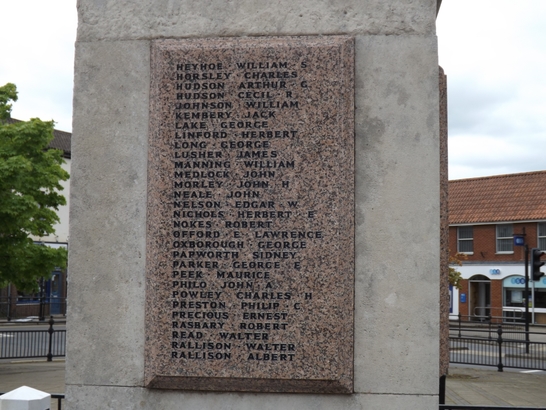 HEYHOE · WILLIAM · S
HORSLEY · CHARLES
HUDSON · ARTHUR · G
HUDSON · CECIL · R
JOHNSON · WILLIAM
KEMBERY · JACK
LAKE · GEORGE
LINFORD · HERBERT
LONG · GEORGE
LUSHER · JAMES
MANNING · WILLIAM
MEDLOCK · JOHN
MORLEY · JOHN · H
NEALE · JOHN
NELSON · EDGAR · W
NICHOLS · HERBERT · E
NOKES · ROBERT
OFFORD · E · LAWRENCE
OXBOROUGH · GEORGE
PAPWORTH · SIDNEY
PARKER · GEORGE · E
PEEK · MAURICE
PHILO · JOHN · A
POWLEY · CHARLES · H
PRESTON · PHILIP · C
PRECIOUS · ERNEST
RASBARY · ROBERT
READ · WALTER
RALLISON · WALTER
RALLISON · ALBERT